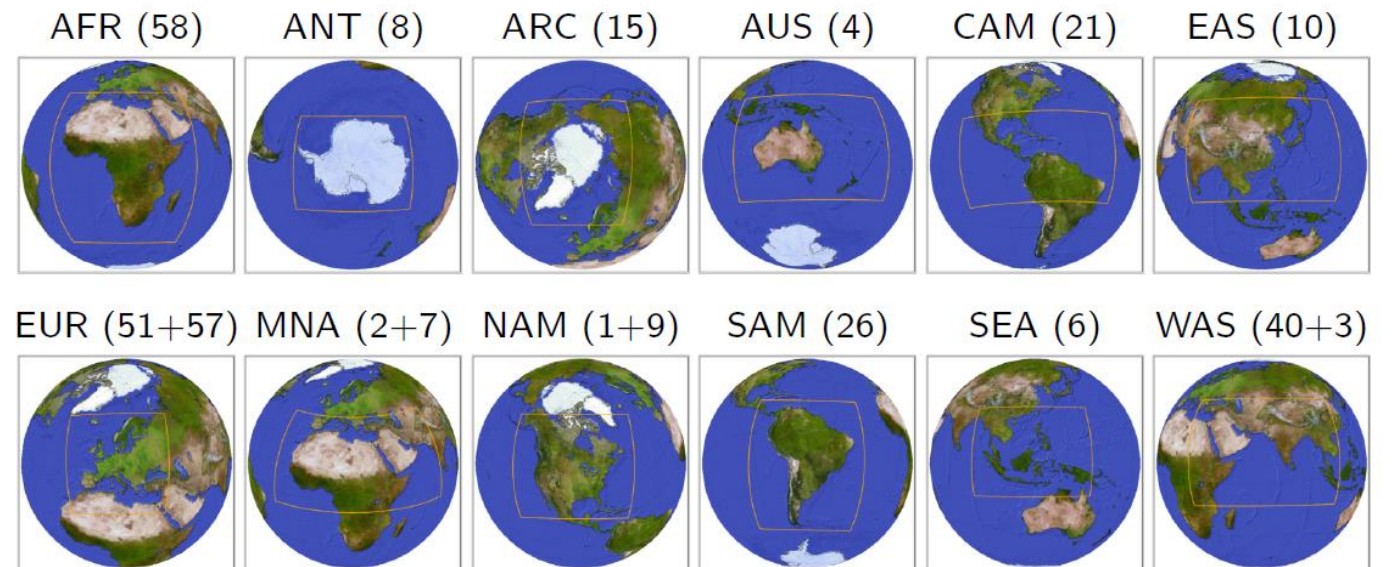 AFR (58) ANT (8) ARC (15) AUS (4) CAM (21) EAS (10)
EUR (51+57) MNA (2+7) NAM (1+9) SAM (26) SEA (6) WAS (40+3)